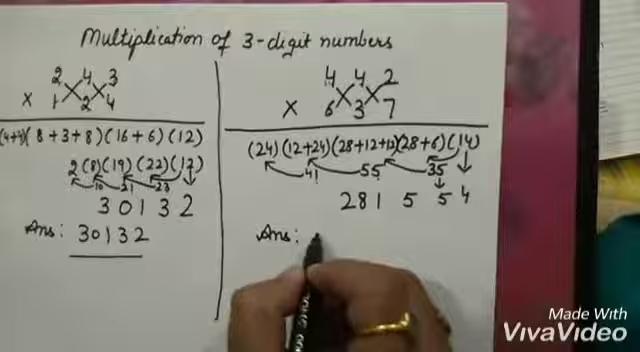 Multiplication of 3-digit numbers
2 4 3
x 1 2 4
(4+4)(8+3+8)(16+6)(12)
2(8)(19)(22)(12)
10 21 23
3 0 1 3 2
Ans: 30132
4 4 2
x 6 3 7
(24)(12+24)(28+12+12)(28+6)(14)
41 55 35
281 5 5 4
Ans:
Made With
VivaVideo